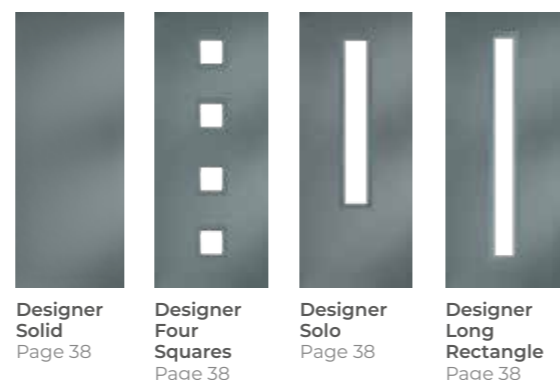 Designer
Solid
Page 38
Designer
Four
Squares
Page 38
Designer
Solo
Page 38
Designer
Long
Rectangle
Page 38